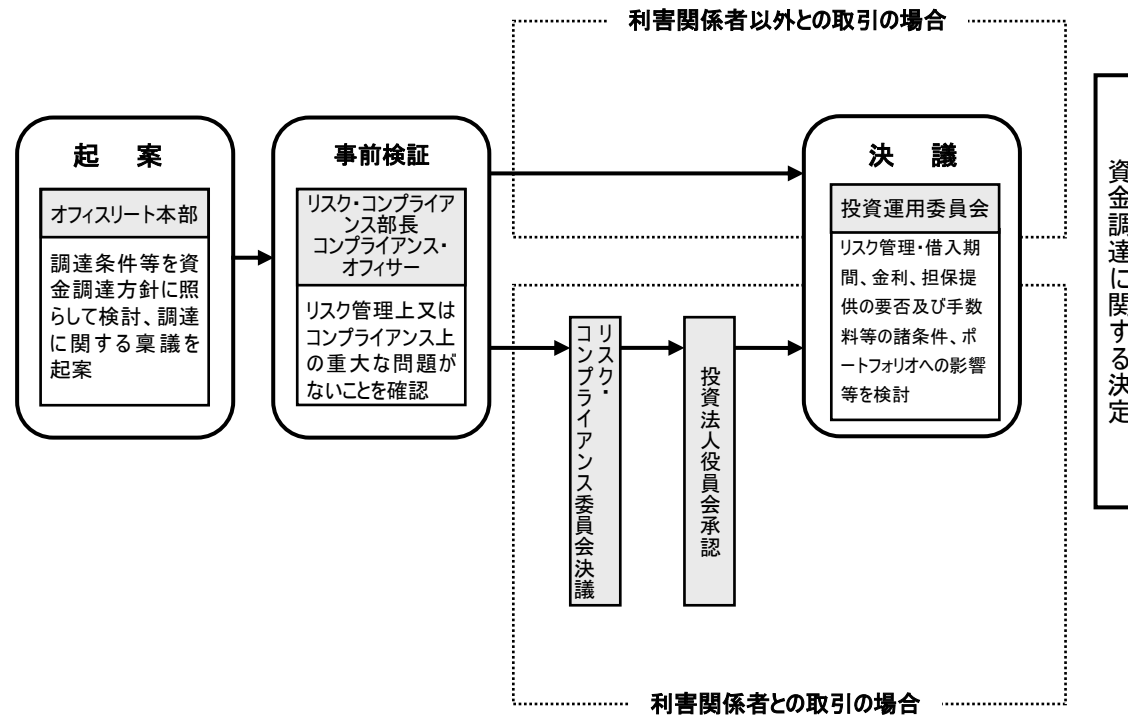 利害関係者以外との取引の場合
起　案
オフィスリート本部
調達条件等を資
金調達方針に照
らして検討、調達
に関する稟議を
起案
事前検証
リスク・コンプライア
ンス部長
コンプライアンス・
オフィサー
リスク管理上又は
コンプライアンス上
の重大な問題が
ないことを確認
リスク・
コンプライアンス委員会決議
投資法人役員会承認
決　議
投資運用委員会
リスク管理・借入期
間、金利、担保提
供の要否及び手数
料等の諸条件、ポ
ートフォリオへの影響
等を検討
資金調達に関する決定
利害関係者との取引の場合